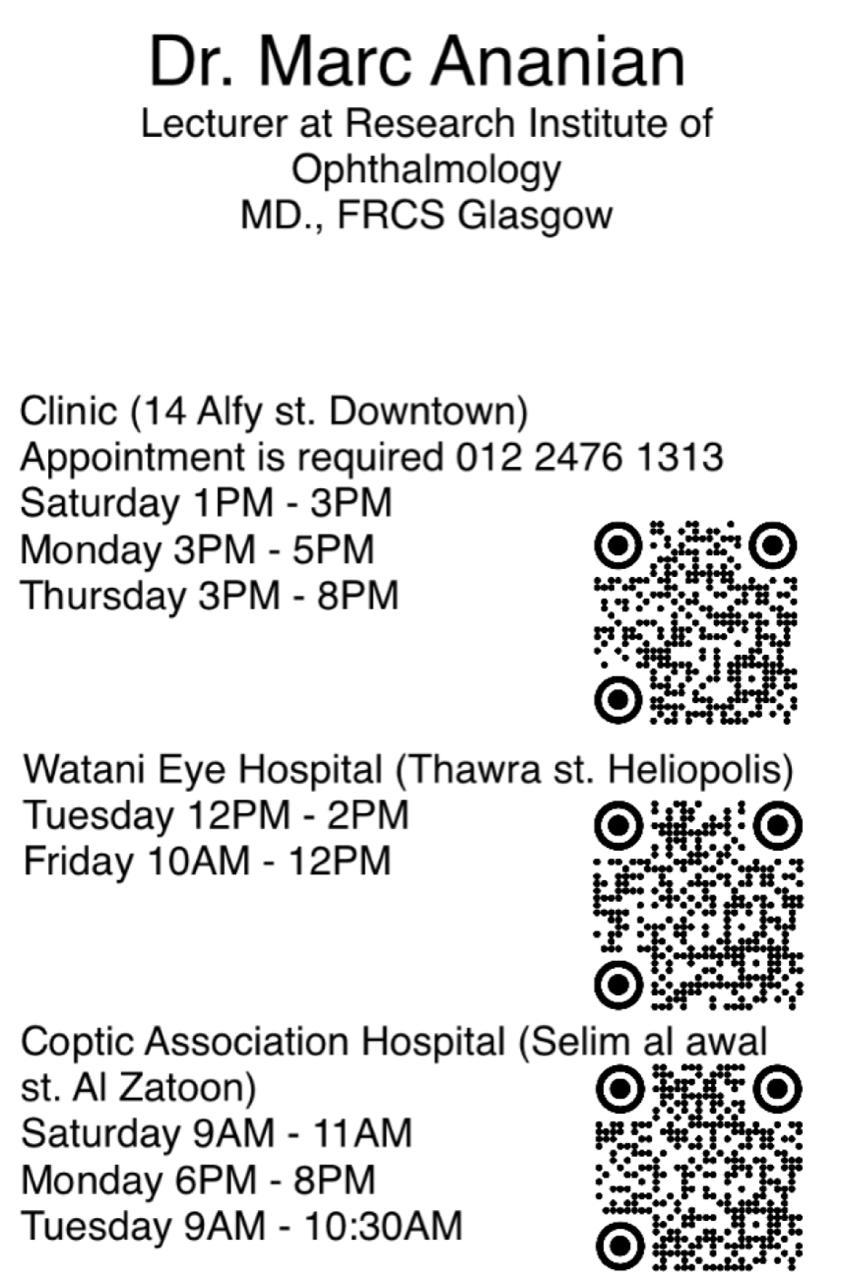 Dr. Marc Ananian
Lecturer at Research Institute of
Ophthalmology
MD., FRCS Glasgow
Clinic (14 Alfy st. Downtown)
Appointment is required 012 2476 1313
Saturday 1PM - 3PM
Monday 3PM - 5PM
Thursday 3PM - 8PM
Watani Eye Hospital (Thawra st. Heliopolis)
Tuesday 12PM - 2PM
Friday 10AM - 12PM
Coptic Association Hospital (Selim al awal
st. Al Zatoon)
Saturday 9AM - 11AM
Monday 6PM - 8PM
Tuesday 9AM - 10:30AM